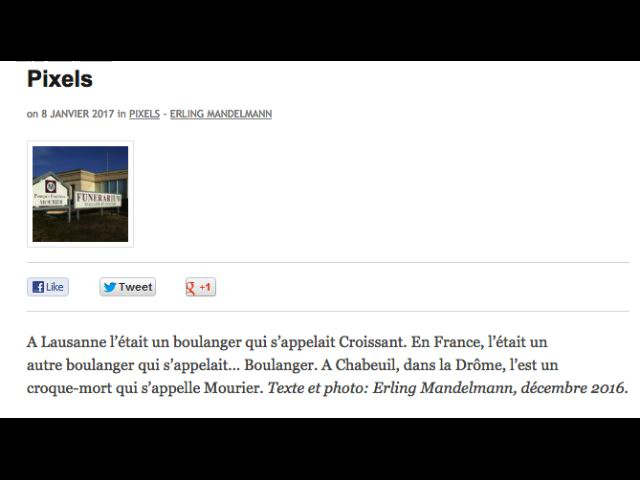 Pixels
on 8 JANVIER 2017 in PIXELS - ERLING MANDELMANN
MOURIER
FUNERARIUM
Like
Tweet
+1
A Lausanne l’était un boulanger qui s’appelait Croissant. En France, l’était un
autre boulanger qui s’appelait... Boulanger. A Chabeuil, dans la Drôme, l’est un
croque-mort qui s’appelle Mourier. Texte et photo: Erling Mandelmann, décembre 2016.